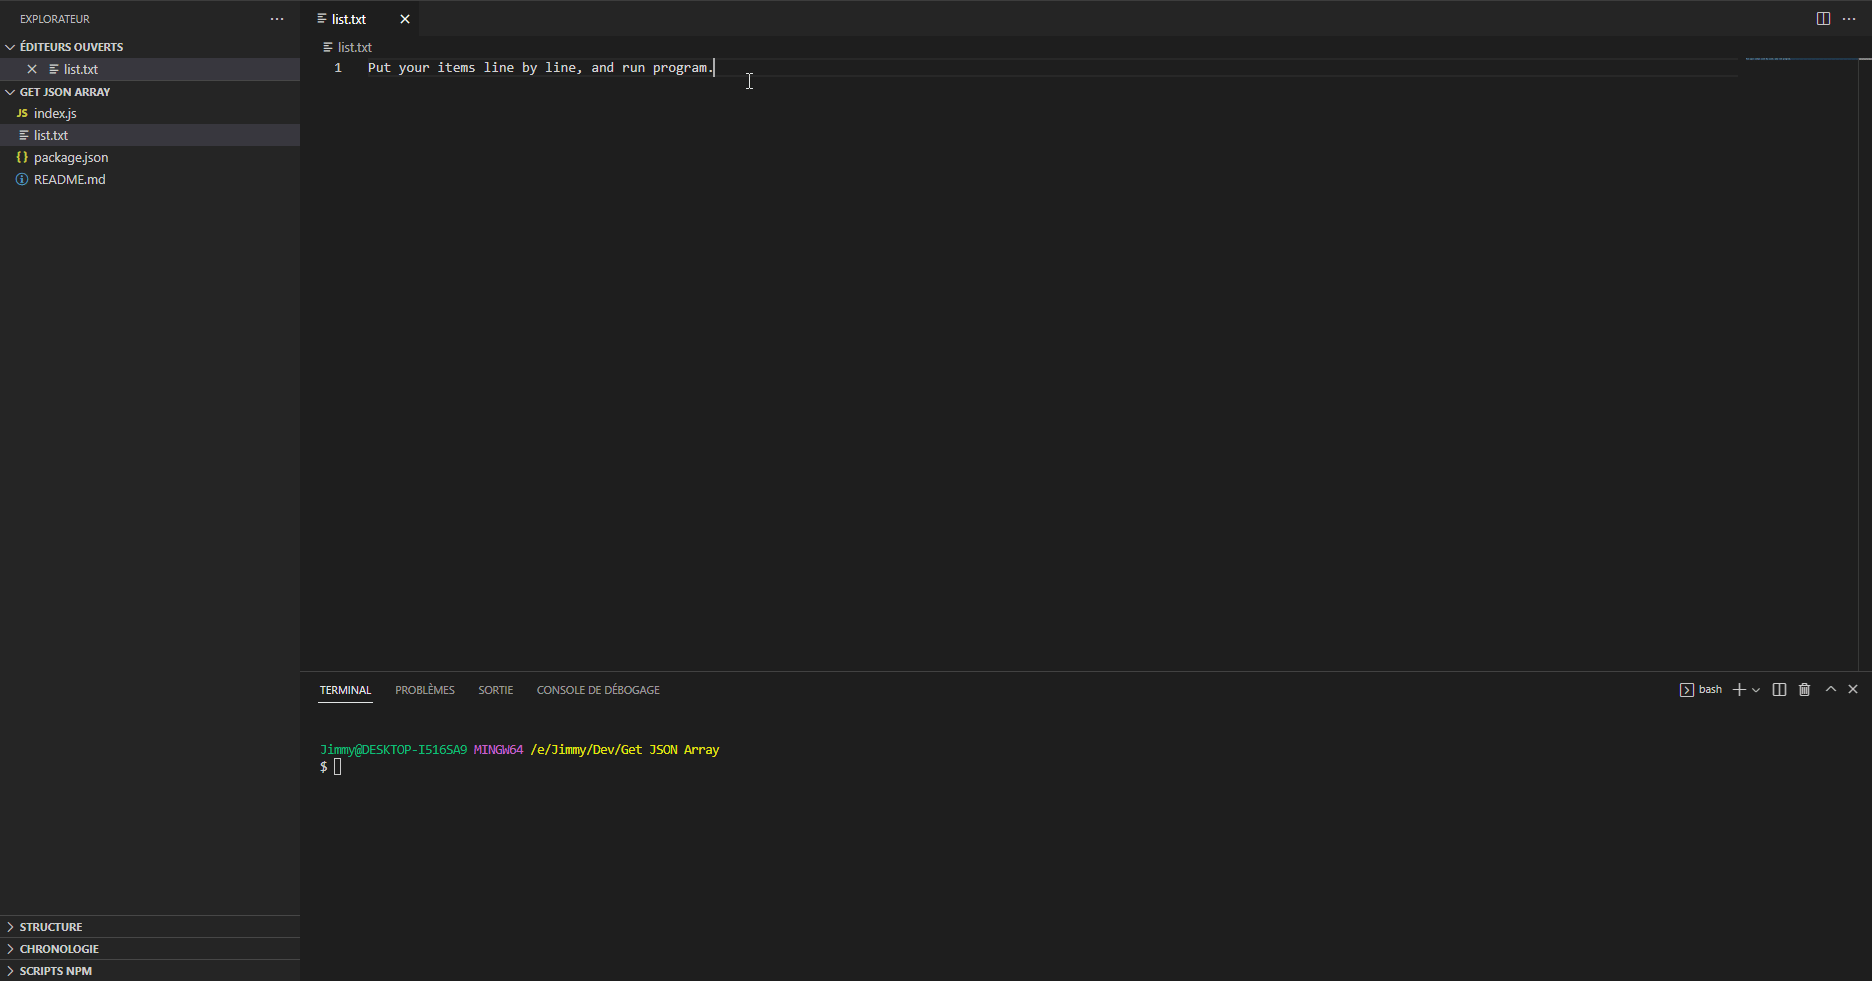 EXPLORATEUR
ÉDITEURS OUVERTS
list.txt
GET JSON ARRAY
JS index.js
list.txt
{} package.json
README.md
STRUCTURE
CHRONOLOGIE
SCRIPTS NPM
list.txt
list.txt
1 Put your items line by line, and run program.
TERMINAL PROBLÈMES SORTIE CONSOLE DE DÉBOGAGE
bash
Jimmy@DESKTOP-I516SA9 MINGW64 /e/Jimmy/Dev/Get JSON Array
$